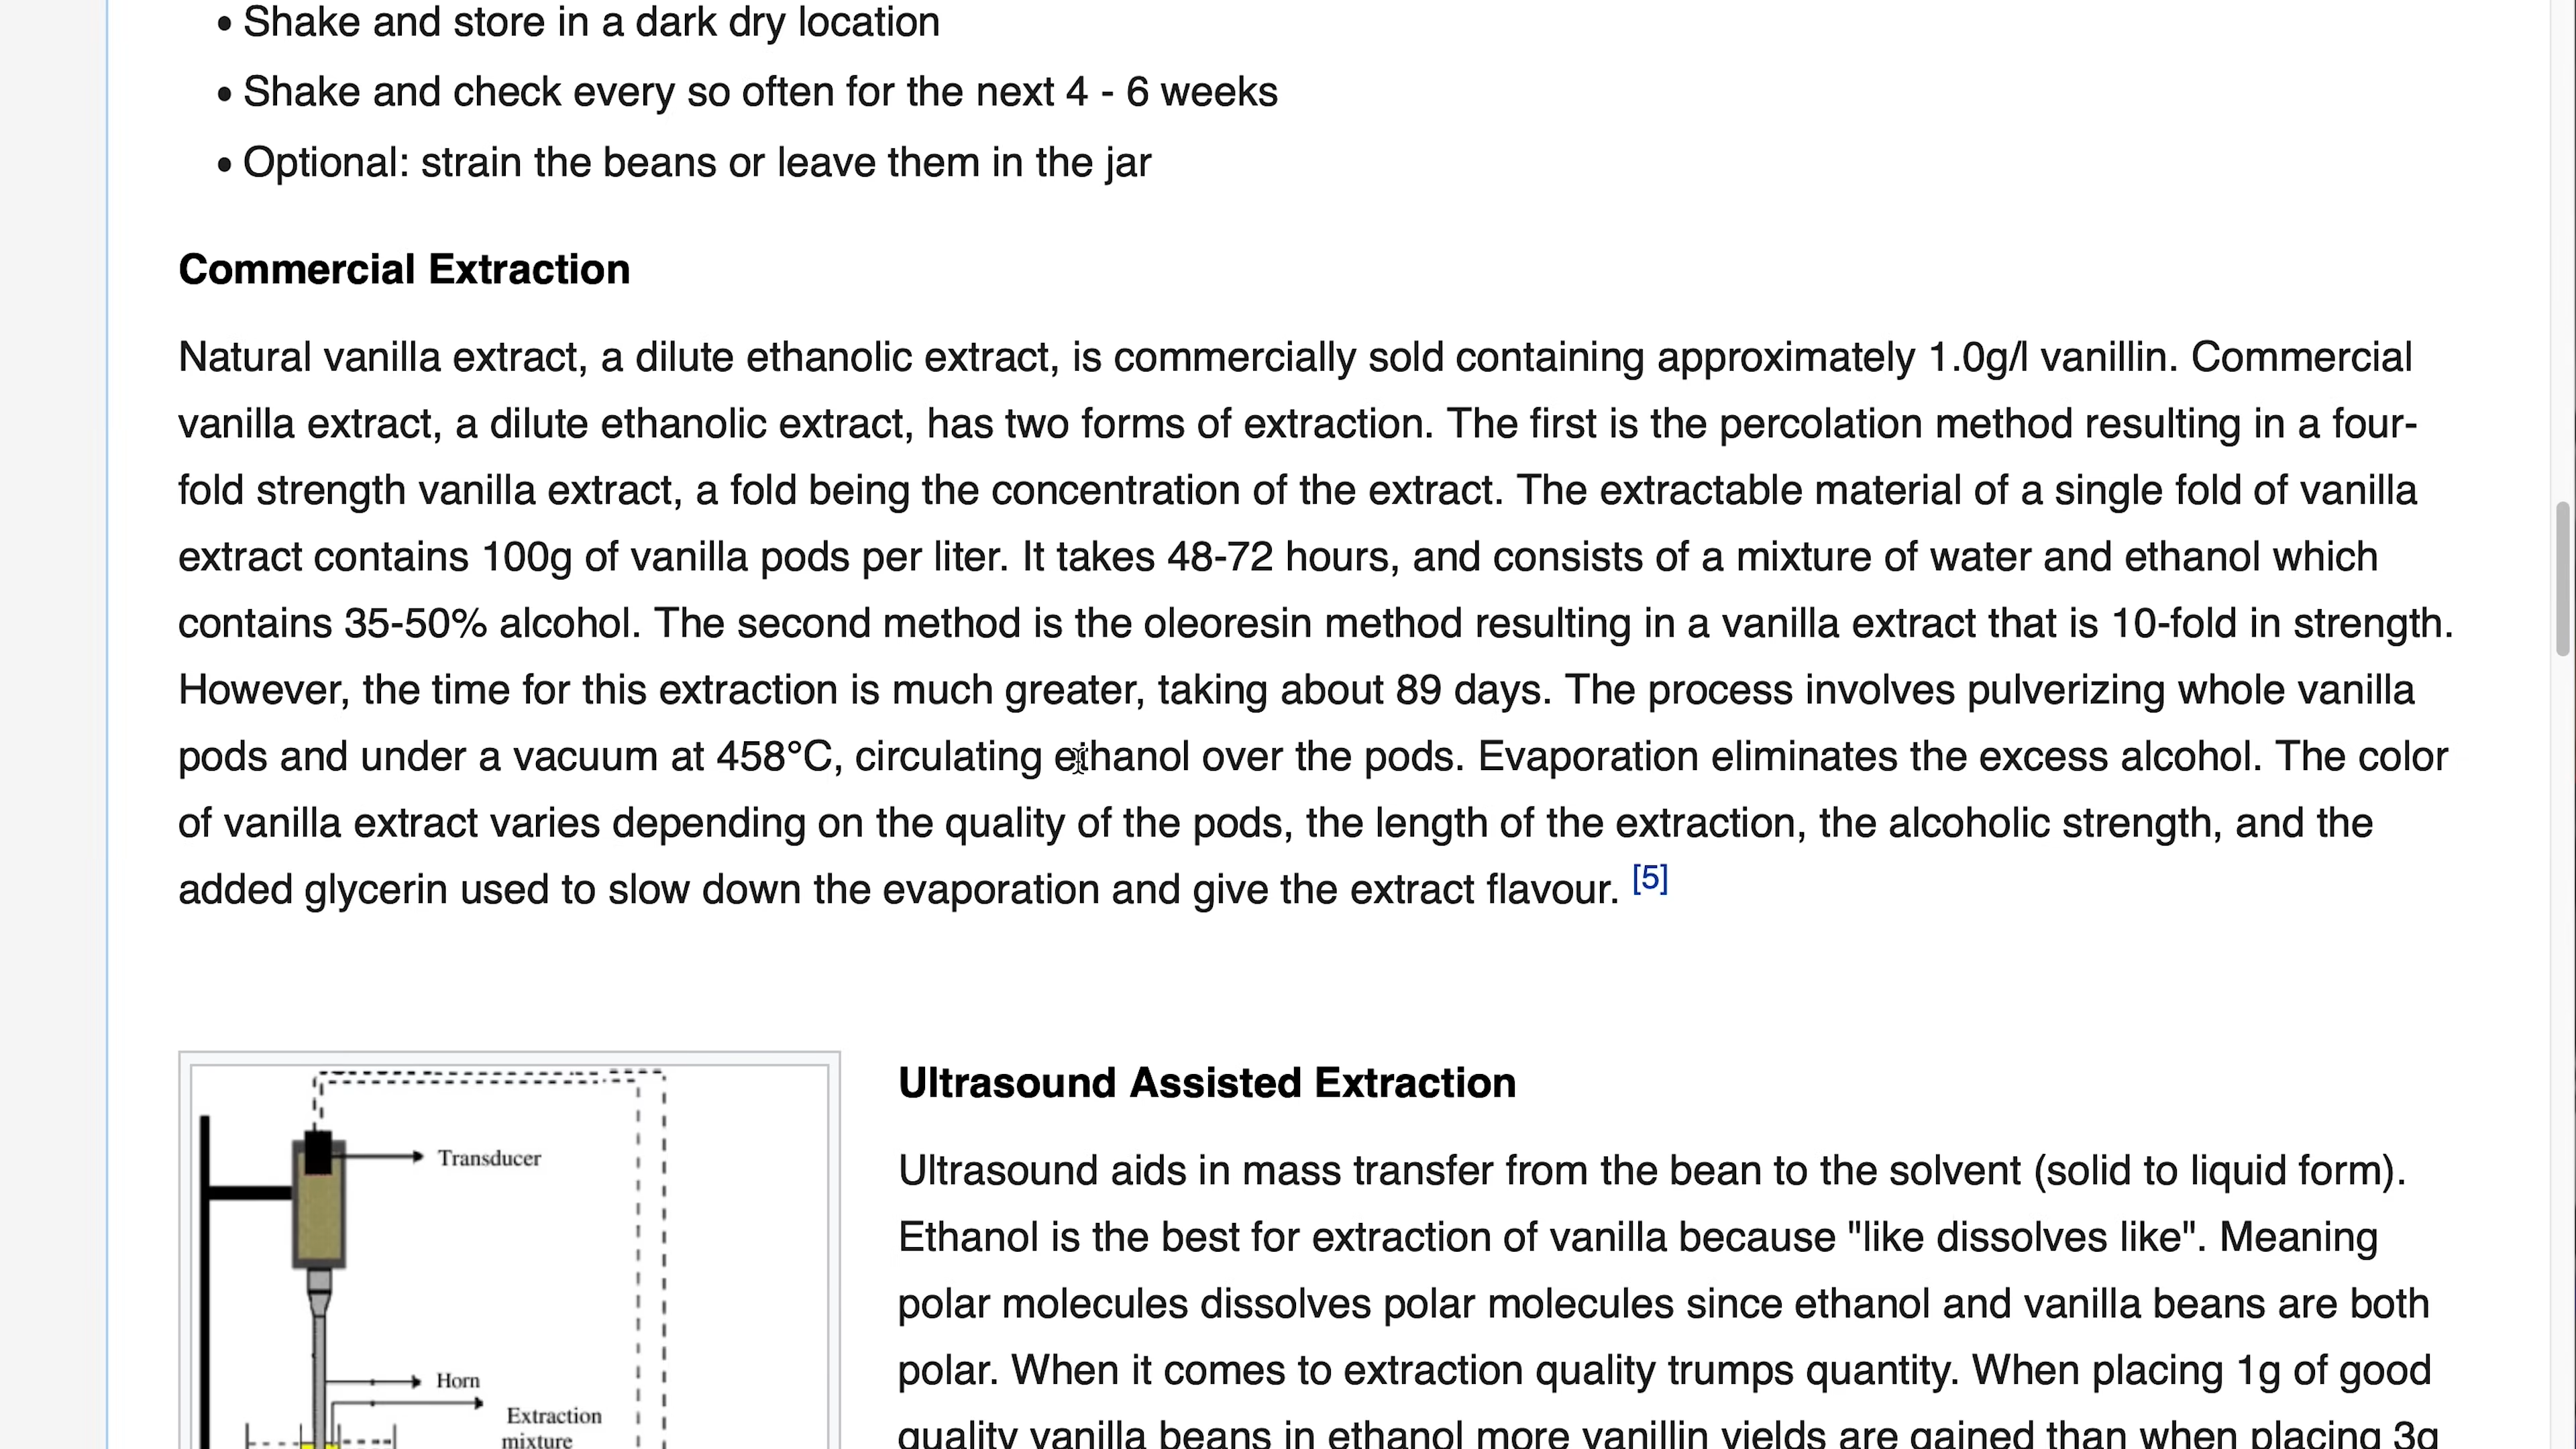 • Shake and store in a dark dry location
• Shake and check every so often for the next 4 - 6 weeks
• Optional: strain the beans or leave them in the jar
Commercial Extraction
Natural vanilla extract, a dilute ethanolic extract, is commercially sold containing approximately 1.0g/l vanillin. Commercial
vanilla extract, a dilute ethanolic extract, has two forms of extraction. The first is the percolation method resulting in a four-
fold strength vanilla extract, a fold being the concentration of the extract. The extractable material of a single fold of vanilla
extract contains 100g of vanilla pods per liter. It takes 48-72 hours, and consists of a mixture of water and ethanol which
contains 35-50% alcohol. The second method is the oleoresin method resulting in a vanilla extract that is 10-fold in strength.
However, the time for this extraction is much greater, taking about 89 days. The process involves pulverizing whole vanilla
pods and under a vacuum at 458°C, circulating ethanol over the pods. Evaporation eliminates the excess alcohol. The color
of vanilla extract varies depending on the quality of the pods, the length of the extraction, the alcoholic strength, and the
added glycerin used to slow down the evaporation and give the extract flavour. [5]
Transducer
Horn
Extraction
mixture
Ultrasound Assisted Extraction
Ultrasound aids in mass transfer from the bean to the solvent (solid to liquid form).
Ethanol is the best for extraction of vanilla because "like dissolves like". Meaning
polar molecules dissolves polar molecules since ethanol and vanilla beans are both
polar. When it comes to extraction quality trumps quantity. When placing 1g of good
quality vanilla beans in ethanol more vanillin yields are gained than when placing 3g